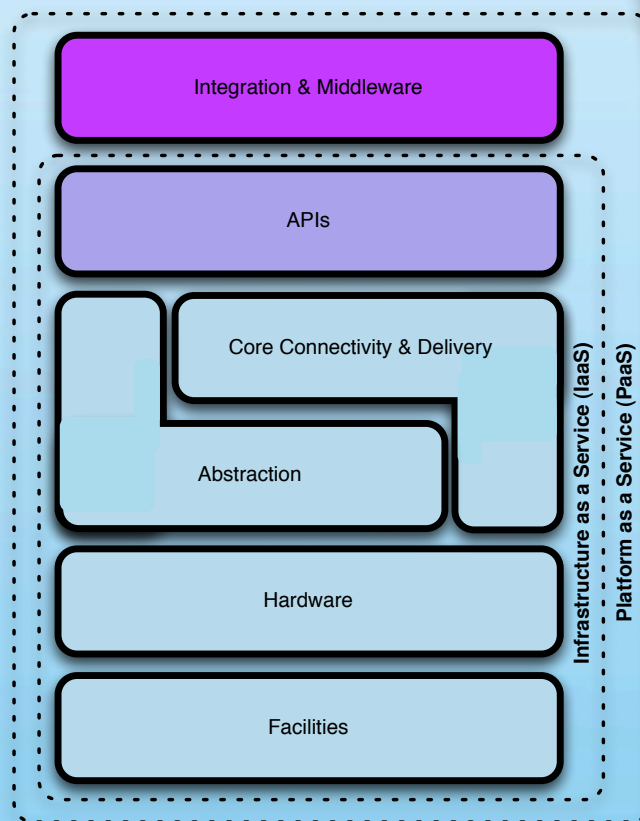 Integration & Middleware
APIs
Core Connectivity & Delivery
Abstraction
Hardware
Facilities
Infrastructure as a Service (IaaS)
Platform as a Service (PaaS)